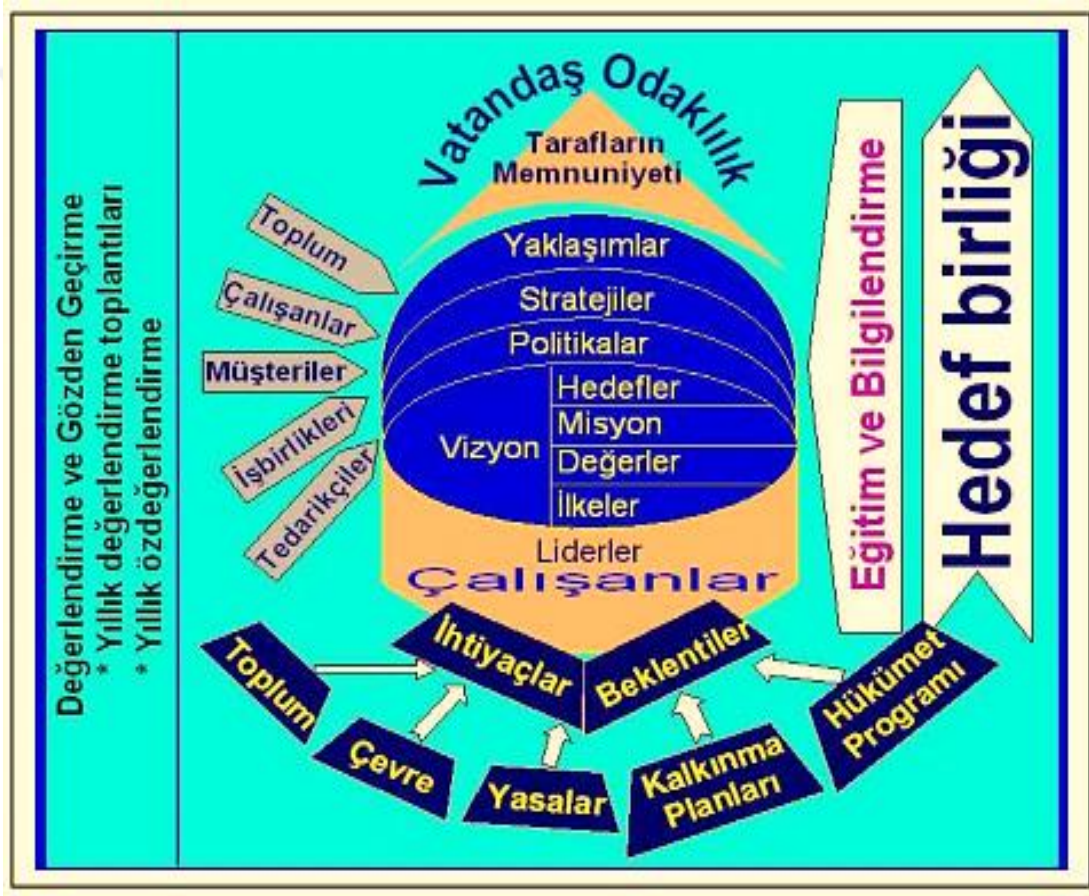 Değerlendirme ve Gözden Geçirme
* Yıllık değerlendirme toplantıları
* Yıllık özdeğerlendirme
Vatandaş Odaklılık
Tarafların
Memnuniyeti
Toplum
Çalışanlar
Müşteriler
İşbirlikleri
Tedarikçiler
Yaklaşımlar
Stratejiler
Politikalar
Vizyon
Hedefler
Misyon
Değerler
İlkeler
Liderler
Çalışanlar
İhtiyaçlar
Beklentiler
Toplum
Çevre
Yasalar
Kalkınma
Planları
Hükümet
Programı
Eğitim ve Bilgilendirme
Hedef birliği